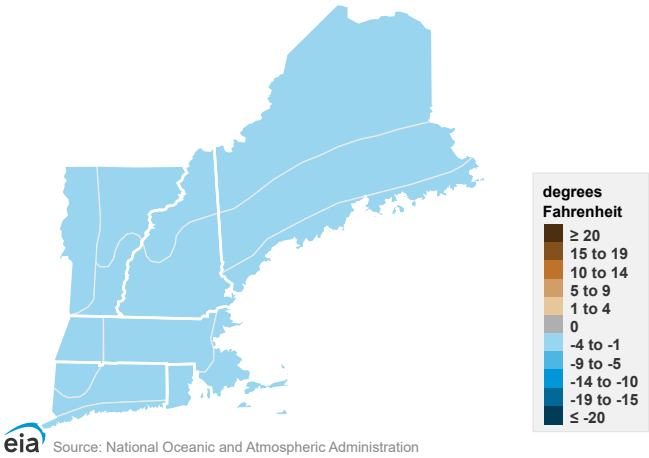 degrees
Fahrenheit
≥ 20
15 to 19
10 to 14
5 to 9
1 to 4
0
-4 to -1
-9 to -5
-14 to -10
-19 to -15
≤ -20
eia
Source: National Oceanic and Atmospheric Administration